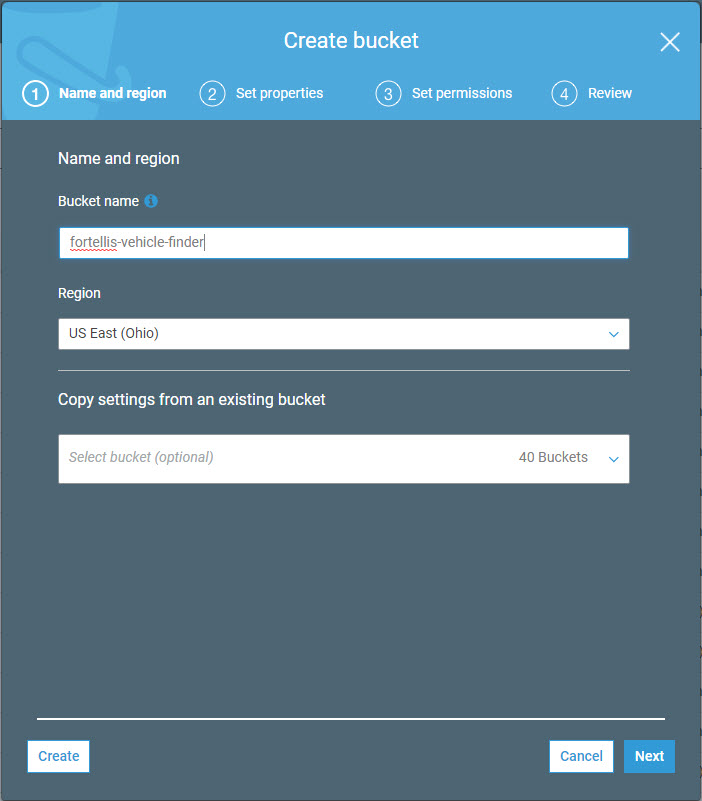 Create bucket
1 Name and region 2 Set properties 3 Set permissions 4 Review
Name and region
Bucket name
fortellis-vehicle-finder
Region
US East (Ohio)
Copy settings from an existing bucket
Select bucket (optional) 40 Buckets
Create Cancel Next